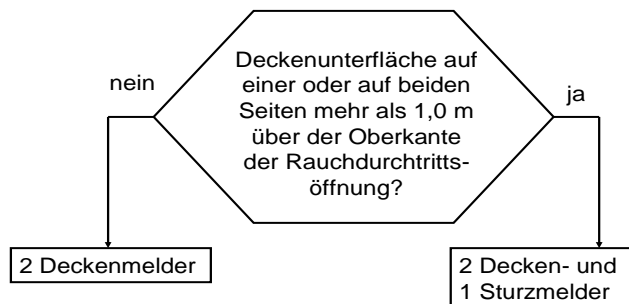 Deckenunterfläche auf
einer oder auf beiden
Seiten mehr als 1,0 m
über der Oberkante
der Rauchdurchtritts-
öffnung?
nein
ja
2 Deckenmelder
2 Decken- und
1 Sturzmelder